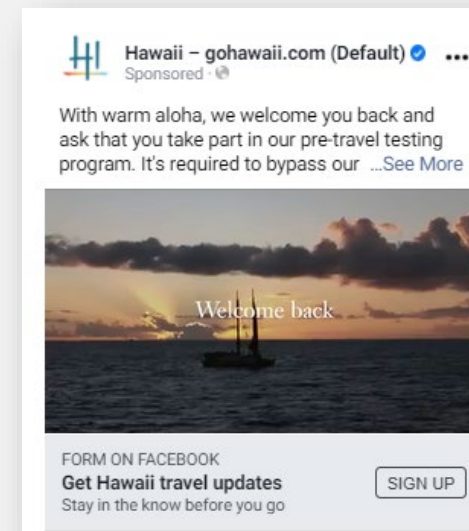 Hawaii – gohawaii.com (Default)
Sponsored ·
With warm aloha, we welcome you back and
ask that you take part in our pre-travel testing
program. It's required to bypass our ...See More
Welcome back
FORM ON FACEBOOK
Get Hawaii travel updates
SIGN UP
Stay in the know before you go